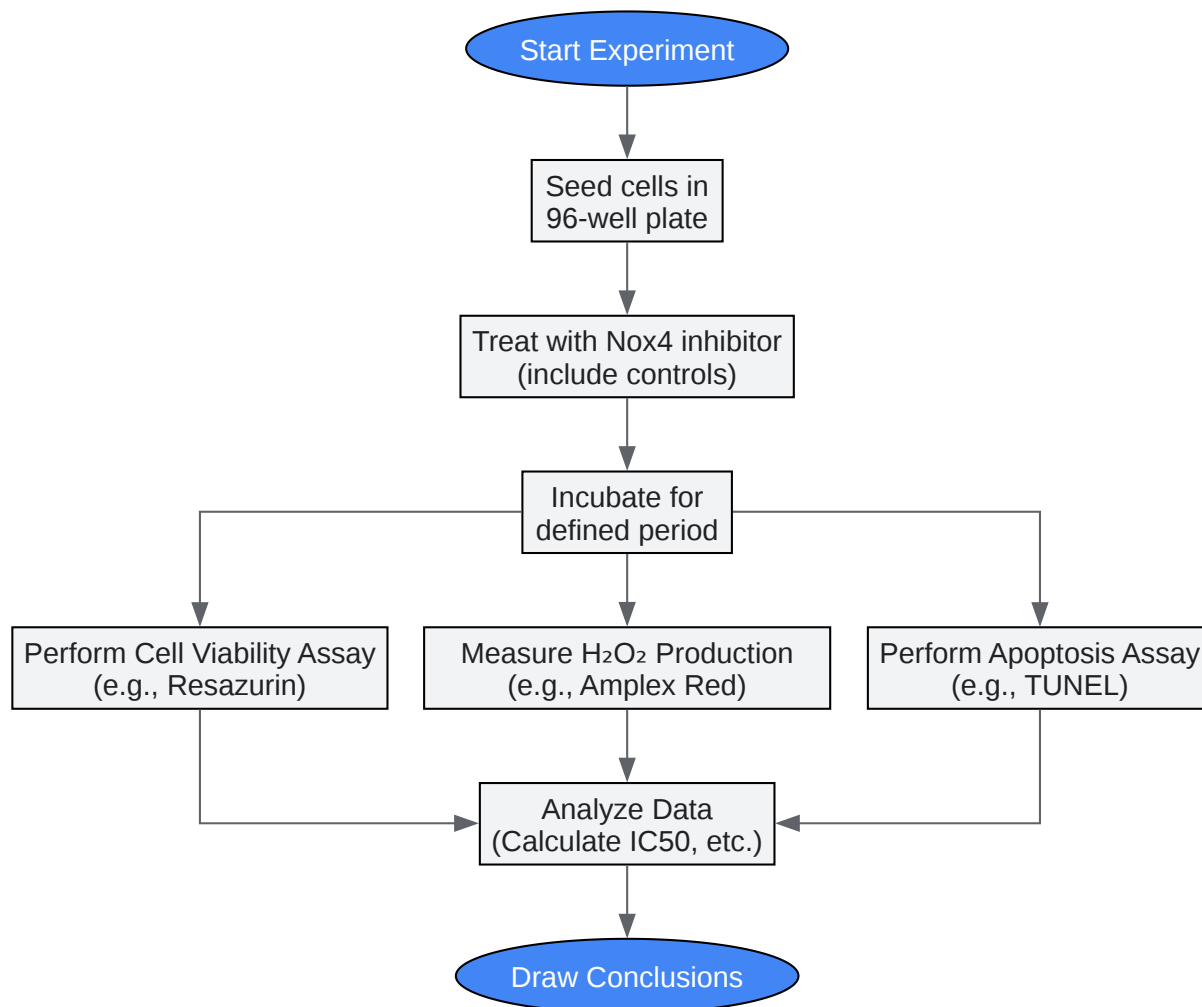 Start Experiment
Seed cells in
96-well plate
Treat with Nox4 inhibitor
(include controls)
Incubate for
defined period
Perform Cell Viability Assay
(e.g., Resazurin)
Measure H₂O₂ Production
(e.g., Amplex Red)
Perform Apoptosis Assay
(e.g., TUNEL)
Analyze Data
(Calculate IC50, etc.)
Draw Conclusions